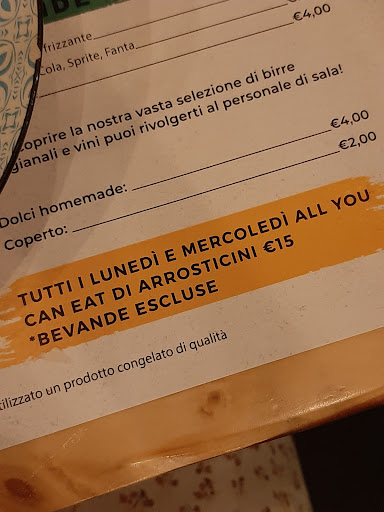 €4,00
frizzante
Cola, Sprite, Fanta
oprire la nostra vasta selezione di birre
gianali e vini puoi rivolgerti al personale di sala!
Dolci homemade: €4,00
Coperto: €2,00
TUTTI I LUNEDÌ E MERCOLEDÌ ALL YOU
CAN EAT DI ARROSTICINI €15
*BEVANDE ESCLUSE
tilizzato un prodotto congelato di qualità